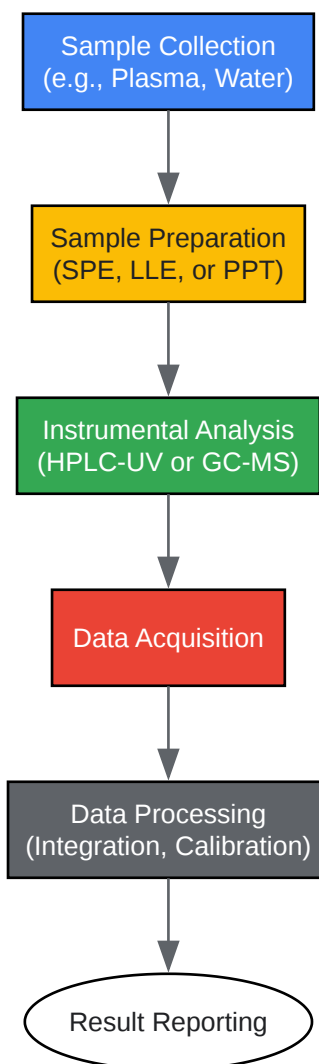 Sample Collection
(e.g., Plasma, Water)
Sample Preparation
(SPE, LLE, or PPT)
Instrumental Analysis
(HPLC-UV or GC-MS)
Data Acquisition
Data Processing
(Integration, Calibration)
Result Reporting